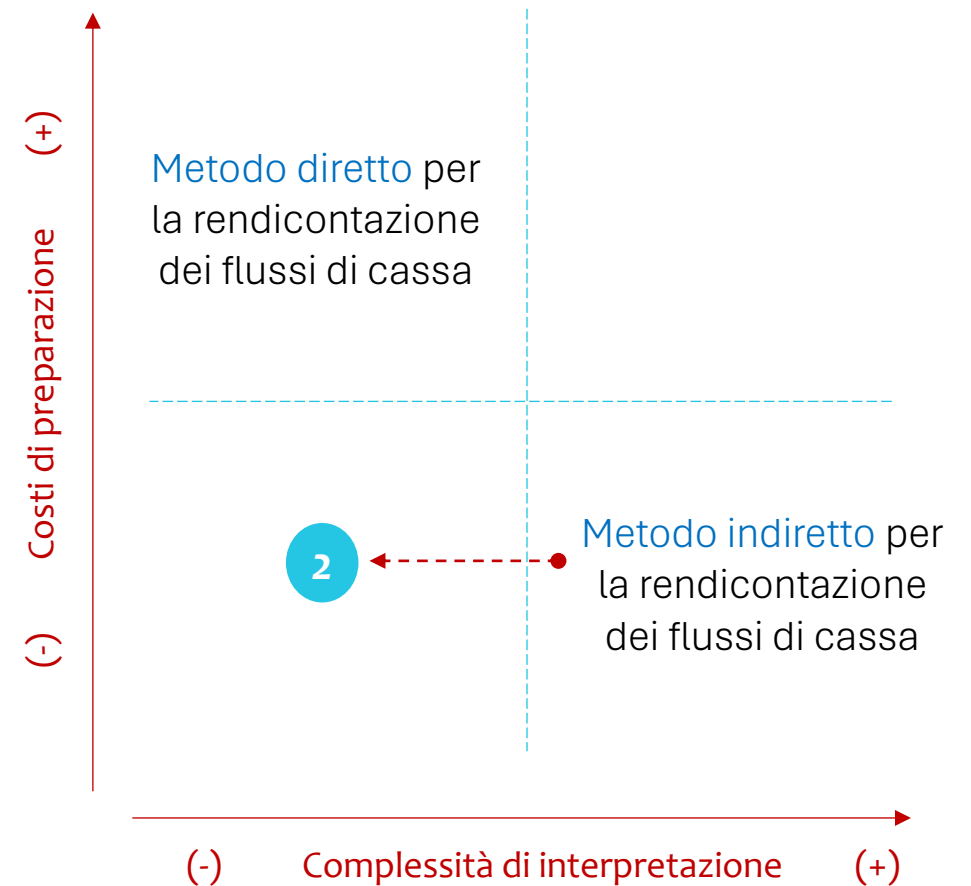 (+)
Costi di preparazione
(-)
Metodo diretto per
la rendicontazione
dei flussi di cassa
2
Metodo indiretto per
la rendicontazione
dei flussi di cassa
(-) Complessità di interpretazione (+)